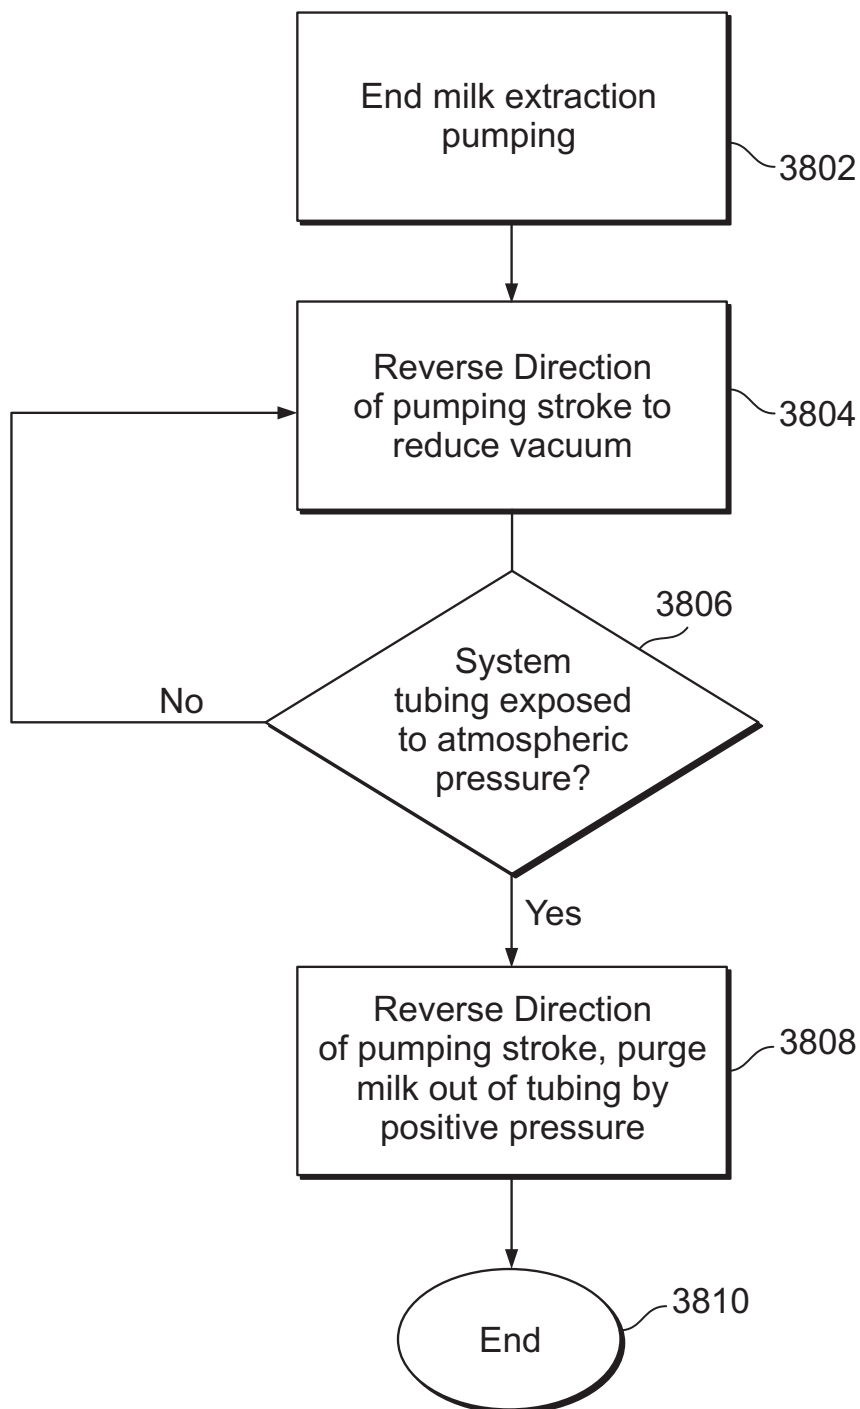 End milk extraction
pumping
3802
Reverse Direction
of pumping stroke to
reduce vacuum
3804
3806
System
tubing exposed
to atmospheric
pressure?
No
Yes
Reverse Direction
of pumping stroke, purge
milk out of tubing by
positive pressure
3808
End
3810